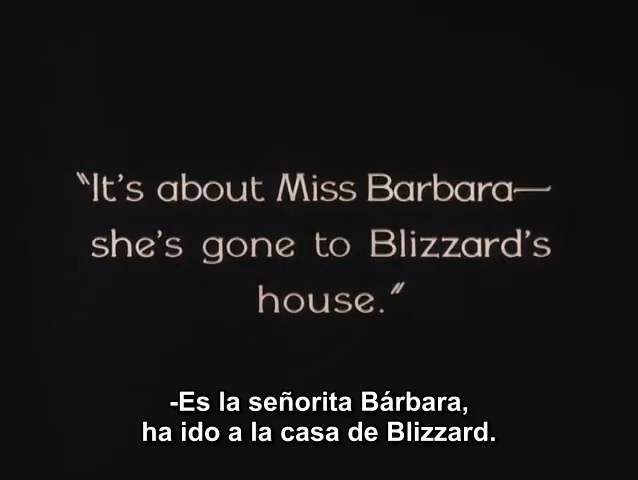 "It's about Miss Barbara—
she's gone to Blizzard's
house."
-Es la señorita Bárbara,
ha ido a la casa de Blizzard.